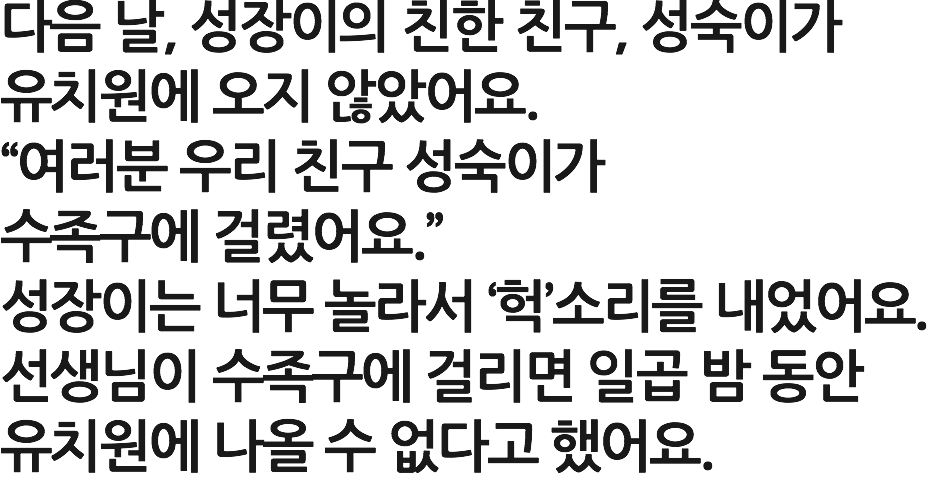 다음 날, 성장이의 친한 친구, 성숙이가
유치원에 오지 않았어요.
“여러분 우리 친구 성숙이가
수족구에 걸렸어요.”
성장이는 너무 놀라서 ‘헉’소리를 내었어요.
선생님이 수족구에 걸리면 일곱 밤 동안
유치원에 나올 수 없다고 했어요.